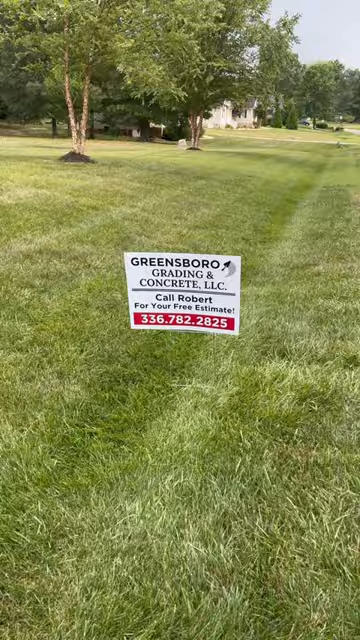 GREENSBORO
GRADING &
CONCRETE, LLC.
Call Robert
For Your Free Estimate!
336.782.2825